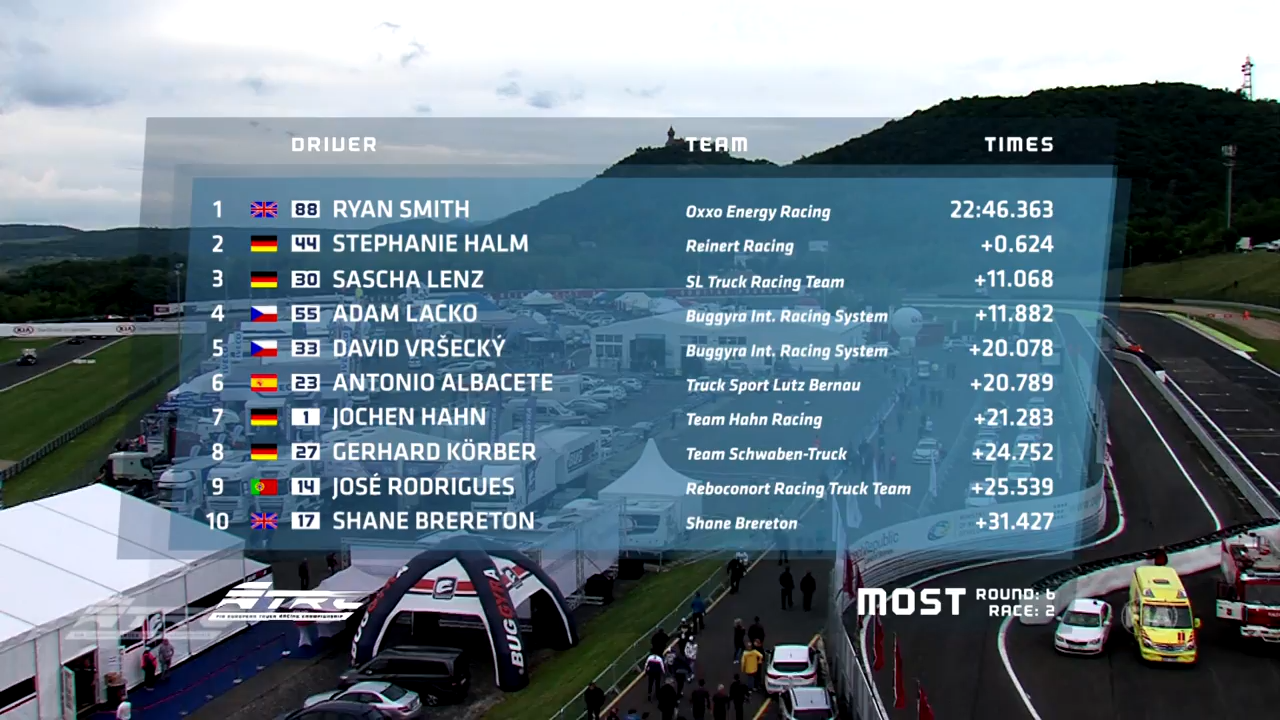 DRIVER TEAM TIMES
1 88 RYAN SMITH Oxxo Energy Racing 22:46.363
2 44 STEPHANIE HALM Reinert Racing +0.624
3 30 SASCHA LENZ SL Truck Racing Team +11.068
4 55 ADAM LACKO Buggyra Int. Racing System +11.882
5 33 DAVID VRŠECKÝ Buggyra Int. Racing System +20.078
6 23 ANTONIO ALBACETE Truck Sport Lutz Bernau +20.789
7 1 JOCHEN HAHN Team Hahn Racing +21.283
8 27 GERHARD KÖRBER Team Schwaben-Truck +24.752
9 14 JOSÉ RODRIGUES Reboconort Racing Truck Team +25.539
10 17 SHANE BRERETON Shane Brereton +31.427
ETRC
FIA EUROPEAN TRUCK RACING CHAMPIONSHIP
MOST ROUND: 6
RACE: 2
BUGGYRA
KIA
KIA